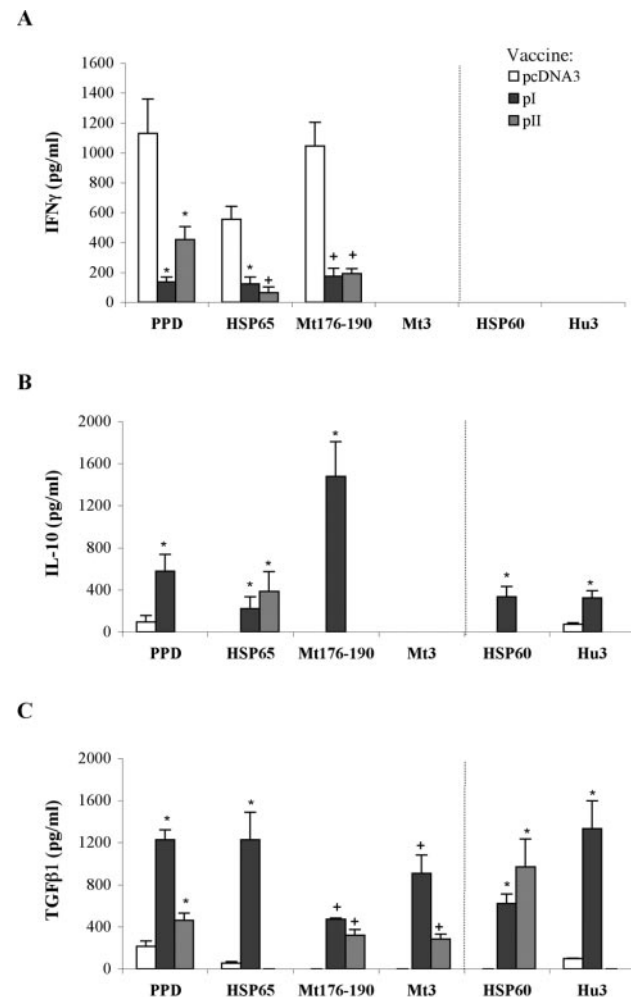 A
Vaccine:
pcDNA3
pI
pII
IFNγ (pg/ml)
1600
1400
1200
1000
800
600
400
200
0
* * * + + +
PPD HSP65 Mt176-190 Mt3 HSP60 Hu3
B
IL-10 (pg/ml)
2000
1600
1200
800
400
0
* * * * * *
PPD HSP65 Mt176-190 Mt3 HSP60 Hu3
C
TGFβ1 (pg/ml)
2000
1600
1200
800
400
0
* * * + + + + * * *
PPD HSP65 Mt176-190 Mt3 HSP60 Hu3